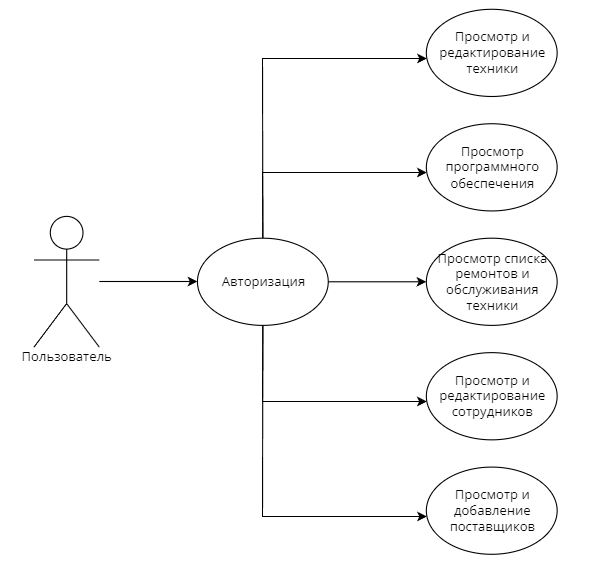 Просмотр и
редактирование
техники
Просмотр
программного
обеспечения
Пользователь
Авторизация
Просмотр списка
ремонтов и
обслуживания
техники
Просмотр и
редактирование
сотрудников
Просмотр и
добавление
поставщиков